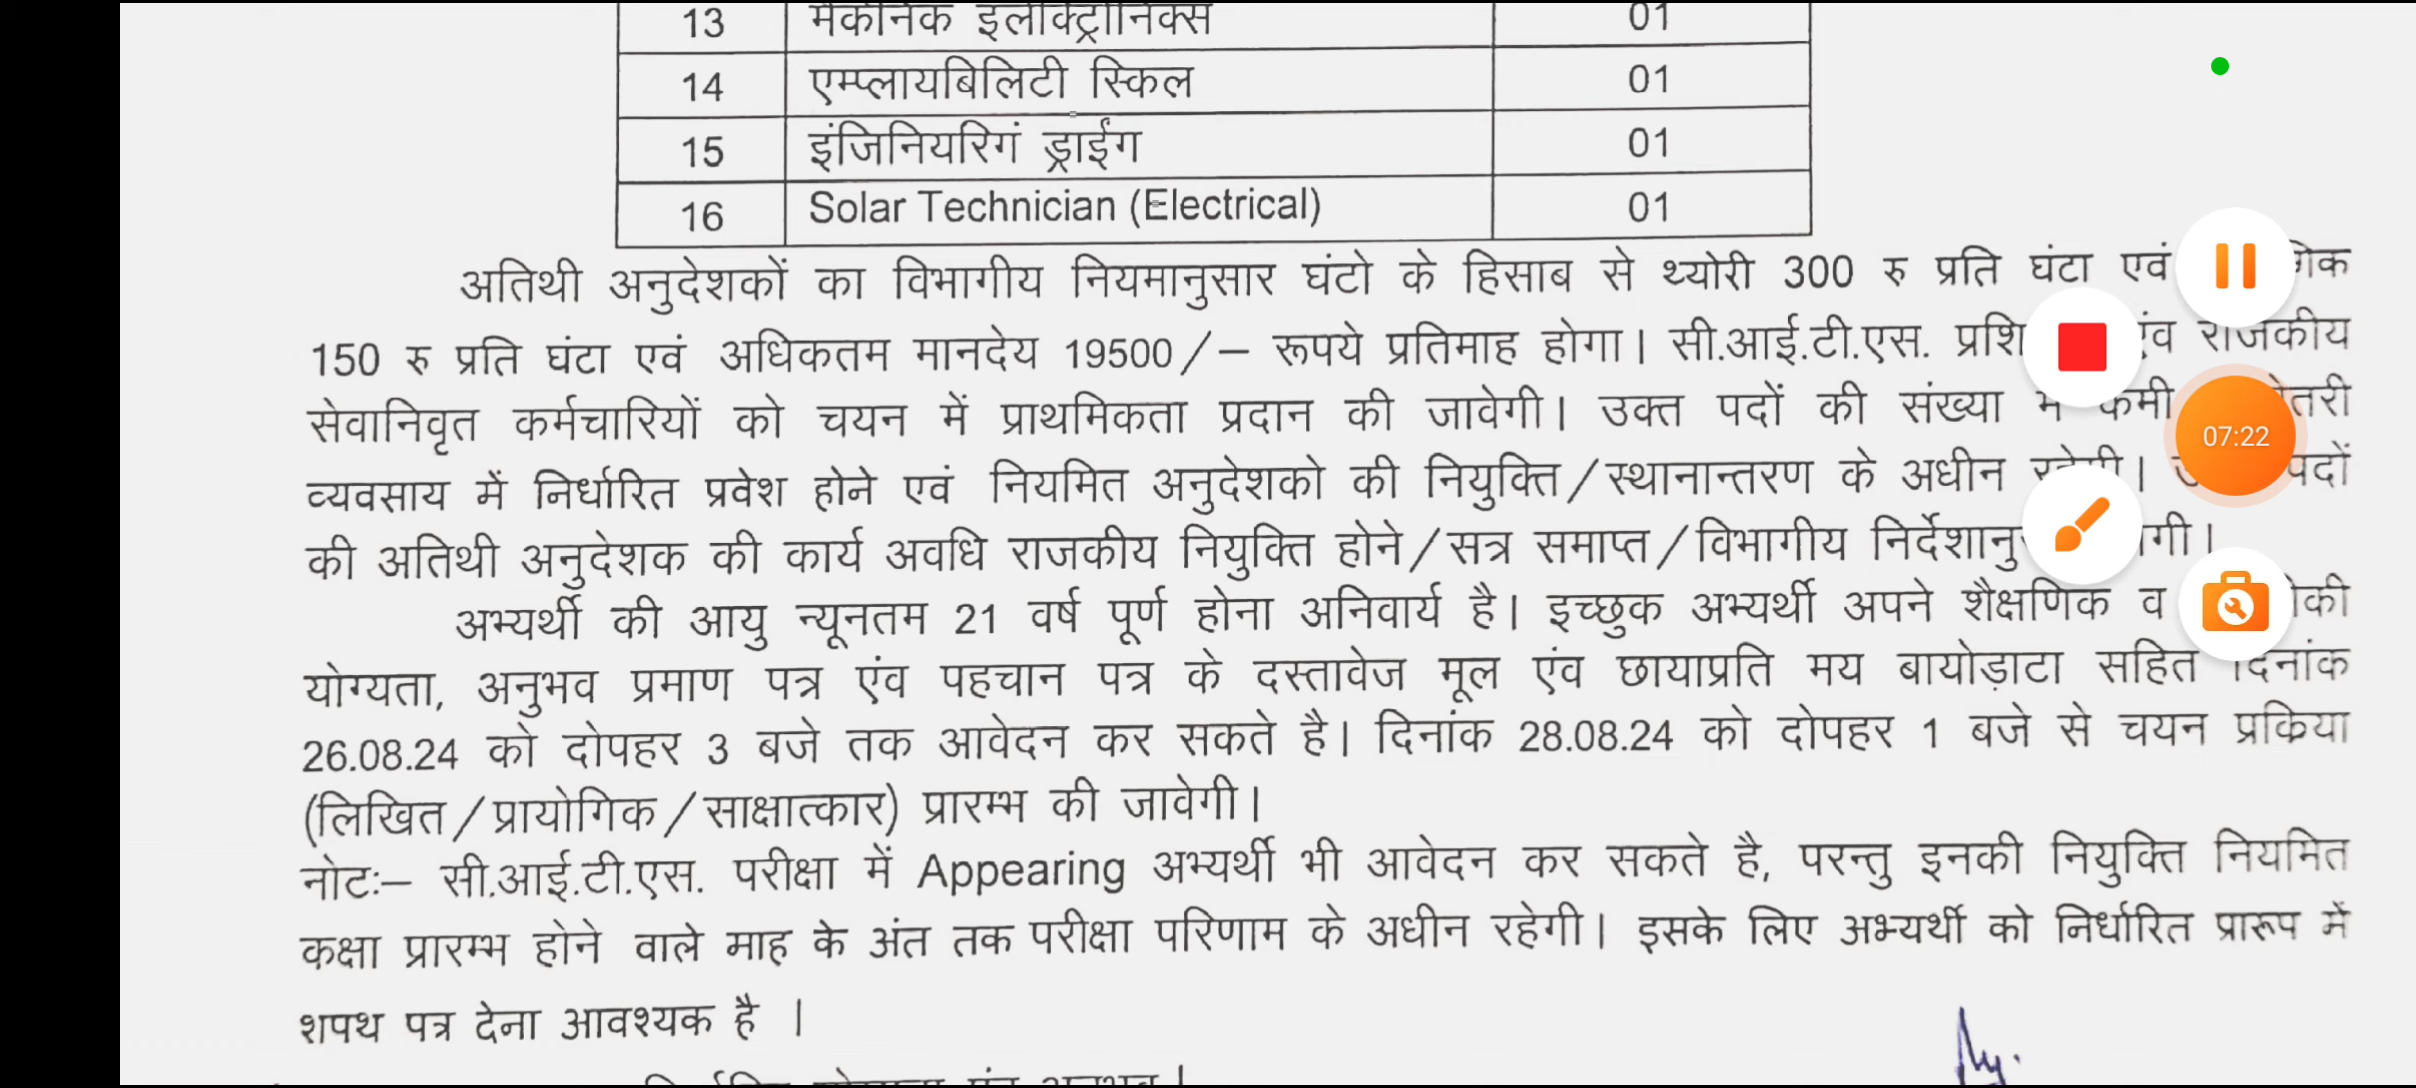 13 मैकेनिक इलेक्ट्रोनिक्स 01
14 एम्प्लायबिलिटी स्किल 01
15 इंजिनियरिगं ड्राईंग 01
16 Solar Technician (Electrical) 01
अतिथी अनुदेशकों का विभागीय नियमानुसार घंटो के हिसाब से थ्योरी 300 रु प्रति घंटा एवं
150 रु प्रति घंटा एवं अधिकतम मानदेय 19500/– रूपये प्रतिमाह होगा। सी.आई.टी.एस. राजकीय
सेवानिवृत कर्मचारियों को चयन में प्राथमिकता प्रदान की जावेगी। उक्त पदों की संख्या में कमी
व्यवसाय में निर्धारित प्रवेश होने एवं नियमित अनुदेशको की नियुक्ति/स्थानान्तरण के अधीन रहेगी। पदों
की अतिथी अनुदेशक की कार्य अवधि राजकीय नियुक्ति होने/सत्र समाप्त/विभागीय
अभ्यर्थी की आयु न्यूनतम 21 वर्ष पूर्ण होना अनिवार्य है। इच्छुक अभ्यर्थी अपने शैक्षणिक व
योग्यता, अनुभव प्रमाण पत्र एंव पहचान पत्र के दस्तावेज मूल एंव छायाप्रति मय बायोड़ाटा सहित दिनांक
26.08.24 को दोपहर 3 बजे तक आवेदन कर सकते है। दिनांक 28.08.24 को दोपहर 1 बजे से चयन प्रकिया
(लिखित/प्रायोगिक/साक्षात्कार) प्रारम्भ की जावेगी।
नोटः– सी.आई.टी.एस. परीक्षा में Appearing अभ्यर्थी भी आवेदन कर सकते है, परन्तु इनकी नियुक्ति नियमित
कक्षा प्रारम्भ होने वाले माह के अंत तक परीक्षा परिणाम के अधीन रहेगी। इसके लिए अभ्यर्थी को निर्धारित प्रारूप में
शपथ पत्र देना आवश्यक है ।
07:22